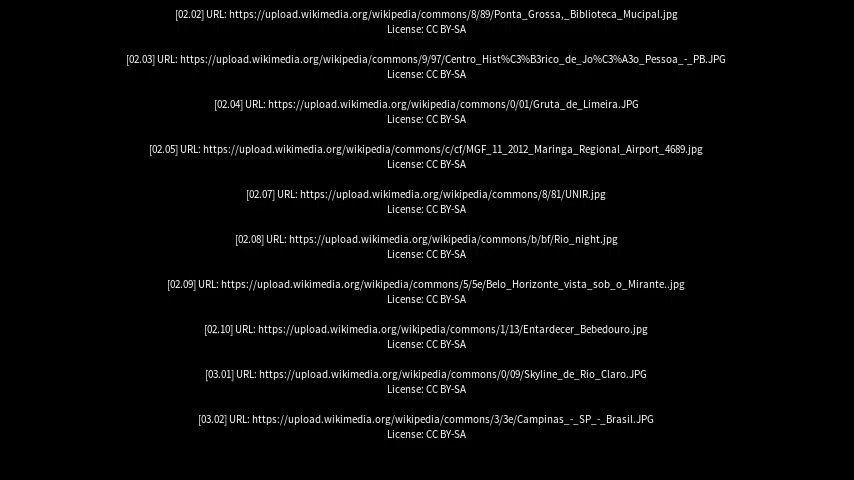 [02.02] URL: https://upload.wikimedia.org/wikipedia/commons/8/89/Ponta_Grossa,_Biblioteca_Mucipal.jpg
License: CC BY-SA
[02.03] URL: https://upload.wikimedia.org/wikipedia/commons/9/97/Centro_Hist%C3%B3rico_de_Jo%C3%A3o_Pessoa_-_PB.JPG
License: CC BY-SA
[02.04] URL: https://upload.wikimedia.org/wikipedia/commons/0/01/Gruta_de_Limeira.JPG
License: CC BY-SA
[02.05] URL: https://upload.wikimedia.org/wikipedia/commons/c/cf/MGF_11_2012_Maringa_Regional_Airport_4689.jpg
License: CC BY-SA
[02.07] URL: https://upload.wikimedia.org/wikipedia/commons/8/81/UNIR.jpg
License: CC BY-SA
[02.08] URL: https://upload.wikimedia.org/wikipedia/commons/b/bf/Rio_night.jpg
License: CC BY-SA
[02.09] URL: https://upload.wikimedia.org/wikipedia/commons/5/5e/Belo_Horizonte_vista_sob_o_Mirante..jpg
License: CC BY-SA
[02.10] URL: https://upload.wikimedia.org/wikipedia/commons/1/13/Entardecer_Bebedouro.jpg
License: CC BY-SA
[03.01] URL: https://upload.wikimedia.org/wikipedia/commons/0/09/Skyline_de_Rio_Claro.JPG
License: CC BY-SA
[03.02] URL: https://upload.wikimedia.org/wikipedia/commons/3/3e/Campinas_-_SP_-_Brasil.JPG
License: CC BY-SA